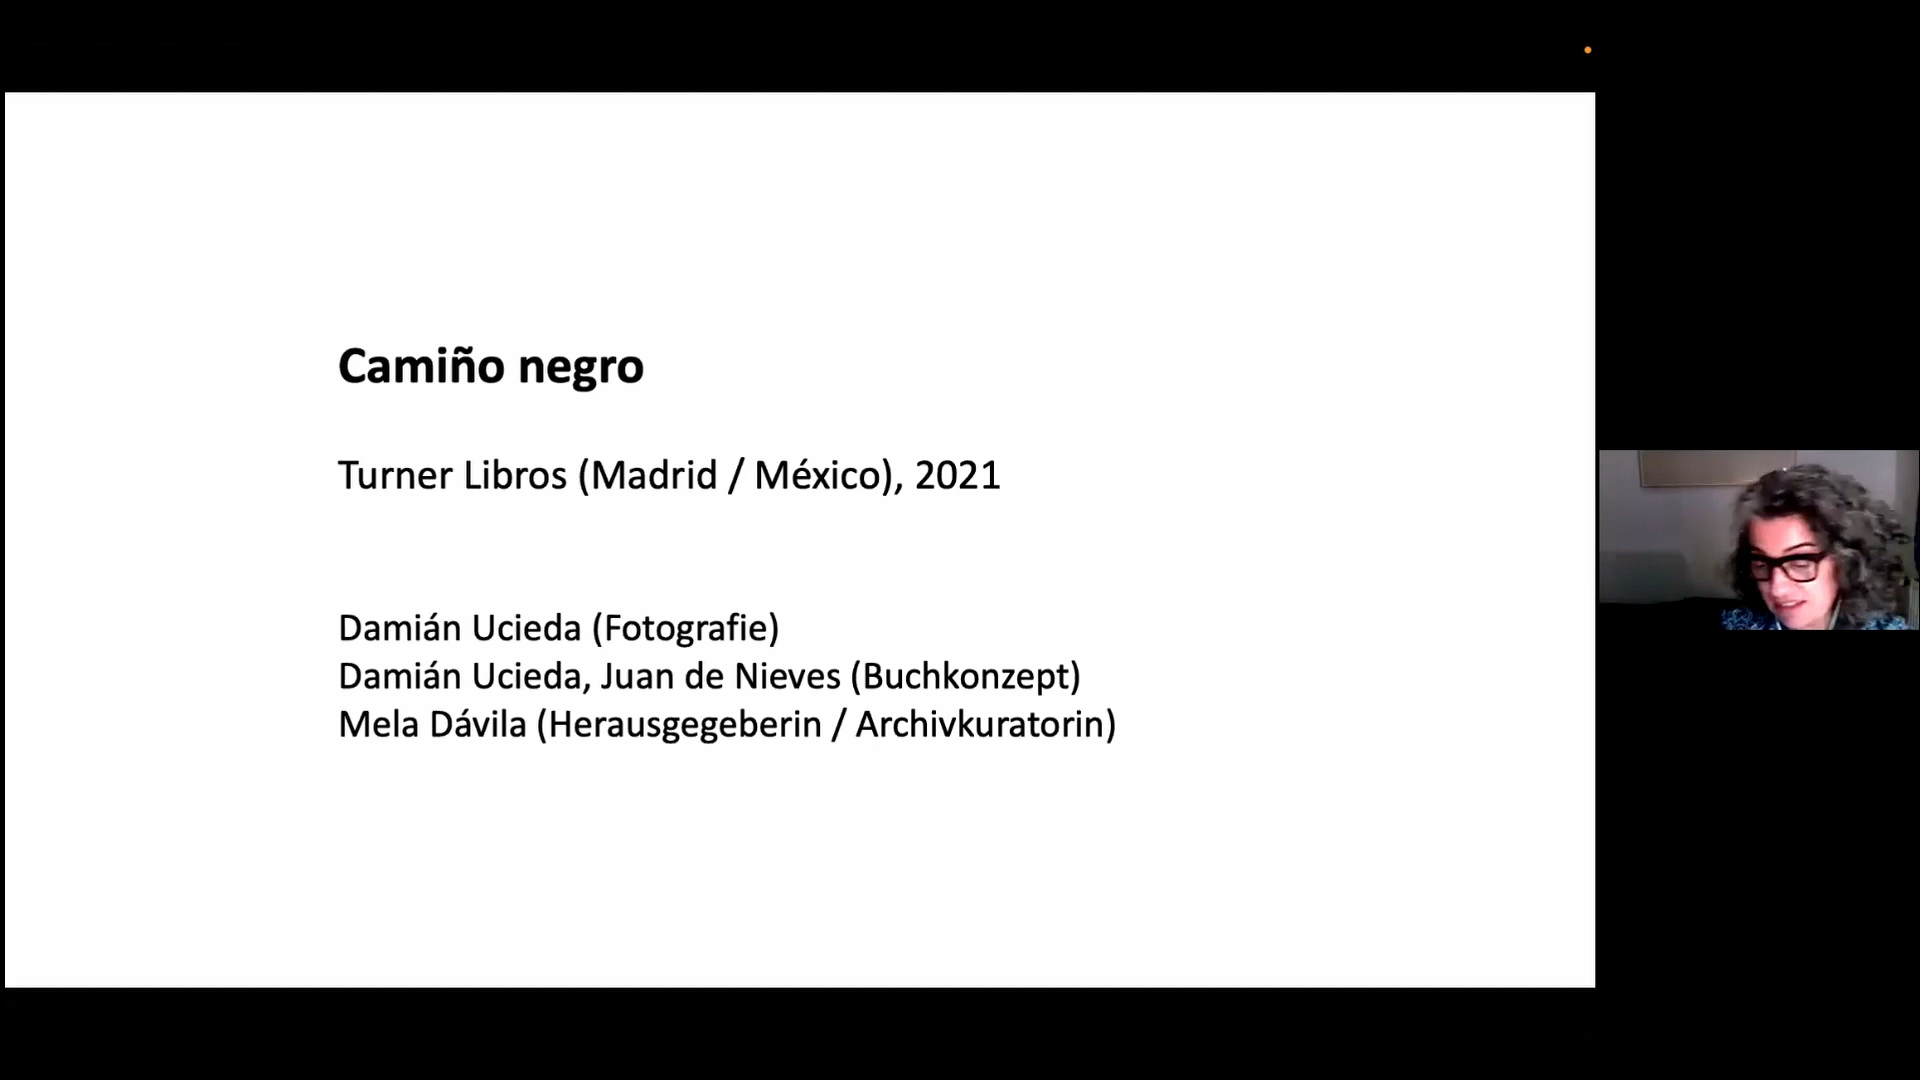 Camiño negro
Turner Libros (Madrid / México), 2021
Damián Ucieda (Fotografie)
Damián Ucieda, Juan de Nieves (Buchkonzept)
Mela Dávila (Herausgegeberin / Archivkuratorin)